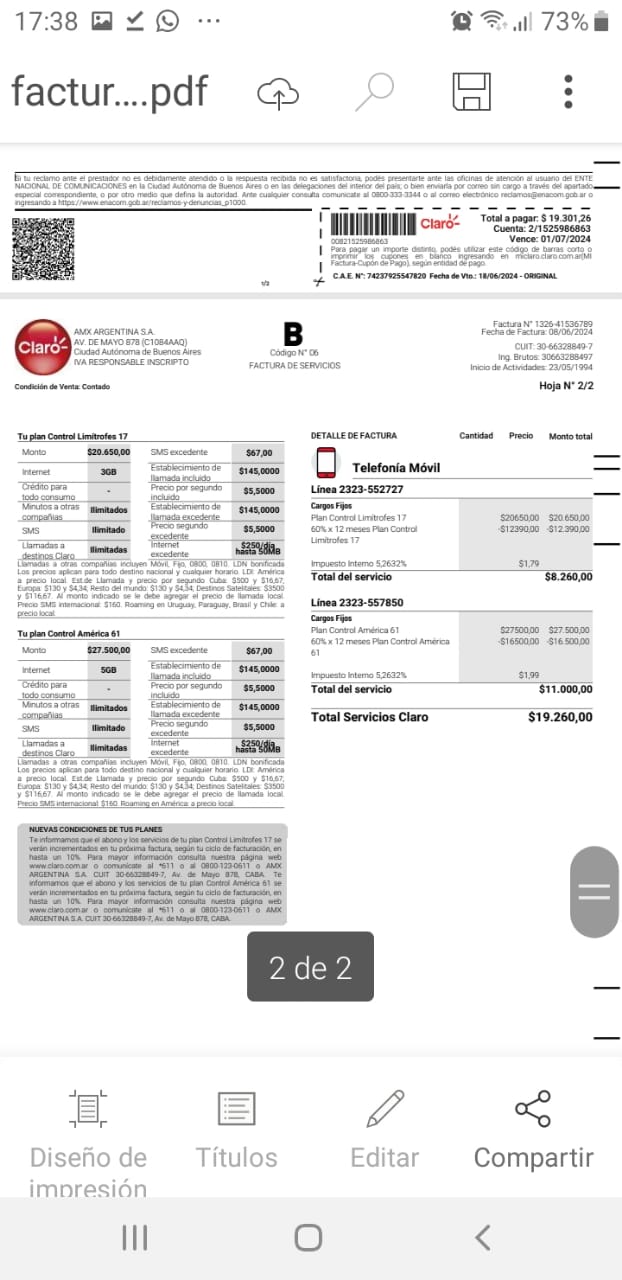 17:38
73%
factur....pdf
Si tu reclamo ante el prestador no es debidamente atendido o la respuesta recibida no es satisfactoria, podés presentarte ante las oficinas de atención al usuario del ENTE
NACIONAL DE COMUNICACIONES en la Ciudad Autónoma de Buenos Aires o en las delegaciones del interior del país; o bien enviarla por correo sin cargo a través del apartado
especial correspondiente, o por otro medio que defina la autoridad. Ante cualquier consulta comunicate al 0800-333-3344 o al correo electrónico reclamos@enacom.gob.ar o
ingresando a https://www.enacom.gob.ar/reclamos-y-denuncias_p1000.
Claro
Total a pagar: $ 19.301,26
Cuenta: 2/1525986863
Vence: 01/07/2024
00821525986863
Para pagar un importe distinto, podés utilizar este código de barras corto o
imprimir los cupones en blanco ingresando en miclaro.claro.com.ar(MI
Factura-Cupón de Pago), según entidad de pago.
C.A.E. N°: 74237925547820 Fecha de Vto.: 18/06/2024 - ORIGINAL
1/2
Claro
AMX ARGENTINA S.A.
AV. DE MAYO 878 (C1084AAQ)
Ciudad Autónoma de Buenos Aires
IVA RESPONSABLE INSCRIPTO
Condición de Venta: Contado
B
Código N° 06
FACTURA DE SERVICIOS
Factura N° 1326-41536789
Fecha de Factura: 08/06/2024
CUIT: 30-66328849-7
Ing. Brutos: 30663288497
Inicio de Actividades: 23/05/1994
Hoja N° 2/2
Tu plan Control Limítrofes 17
Monto $20.650,00 SMS excedente $67,00
Internet 3GB Establecimiento de llamada incluido $145,0000
Crédito para todo consumo - Precio por segundo incluido $5,5000
Minutos a otras compañías Ilimitados Establecimiento de llamada excedente $145,0000
SMS Ilimitado Precio segundo excedente $5,5000
Llamadas a destinos Claro Ilimitadas Internet excedente $250/día hasta 50MB
Llamadas a otras compañías incluyen Móvil, Fijo, 0800, 0810. LDN bonificada
Los precios aplican para todo destino nacional y cualquier horario. LDI: América
a precio local. Est.de Llamada y precio por segundo Cuba: $500 y $16,67;
Europa: $130 y $4,34; Resto del mundo: $130 y $4,34; Destinos Satelitales: $3500
y $116,67. Al monto indicado se le debe agregar el precio de llamada local.
Precio SMS internacional: $160. Roaming en Uruguay, Paraguay, Brasil y Chile: a
precio local.
Tu plan Control América 61
Monto $27.500,00 SMS excedente $67,00
Internet 5GB Establecimiento de llamada incluido $145,0000
Crédito para todo consumo - Precio por segundo incluido $5,5000
Minutos a otras compañías Ilimitados Establecimiento de llamada excedente $145,0000
SMS Ilimitado Precio segundo excedente $5,5000
Llamadas a destinos Claro Ilimitadas Internet excedente $250/día hasta 50MB
Llamadas a otras compañías incluyen Móvil, Fijo, 0800, 0810. LDN bonificada
Los precios aplican para todo destino nacional y cualquier horario. LDI: América
a precio local. Est.de Llamada y precio por segundo Cuba: $500 y $16,67;
Europa: $130 y $4,34; Resto del mundo: $130 y $4,34; Destinos Satelitales: $3500
y $116,67. Al monto indicado se le debe agregar el precio de llamada local.
Precio SMS internacional: $160. Roaming en América: a precio local.
NUEVAS CONDICIONES DE TUS PLANES
Te informamos que el abono y los servicios de tu plan Control Limítrofes 17 se
verán incrementados en tu próxima factura, según tu ciclo de facturación, en
hasta un 10%. Para mayor información consulta nuestra página web
www.claro.com.ar o comunícate al *611 o al 0800-123-0611 o AMX
ARGENTINA S.A. CUIT 30-66328849-7, Av. de Mayo 878, CABA. Te
informamos que el abono y los servicios de tu plan Control América 61 se
verán incrementados en tu próxima factura, según tu ciclo de facturación, en
hasta un 10%. Para mayor información consulta nuestra página web
www.claro.com.ar o comunícate al *611 o al 0800-123-0611 o AMX
ARGENTINA S.A. CUIT 30-66328849-7, Av. de Mayo 878, CABA.
DETALLE DE FACTURA Cantidad Precio Monto total
Telefonía Móvil
Línea 2323-552727
Cargos Fijos
Plan Control Limítrofes 17 $20650,00 $20.650,00
60% x 12 meses Plan Control -$12390,00 -$12.390,00
Limítrofes 17
Impuesto Interno 5,2632% $1,79
Total del servicio $8.260,00
Línea 2323-557850
Cargos Fijos
Plan Control América 61 $27500,00 $27.500,00
60% x 12 meses Plan Control América -$16500,00 -$16.500,00
61
Impuesto Interno 5,2632% $1,99
Total del servicio $11.000,00
Total Servicios Claro $19.260,00
2 de 2
Diseño de
impresión
Títulos
Editar
Compartir